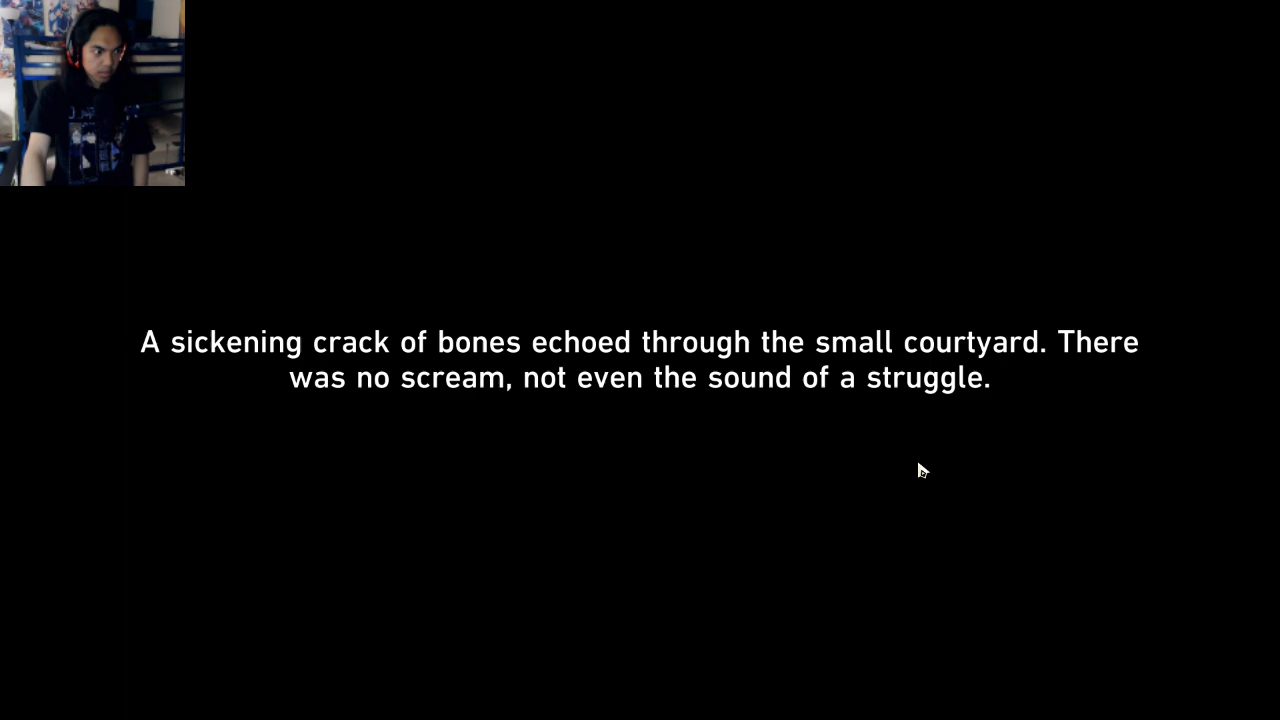 A sickening crack of bones echoed through the small courtyard. There
was no scream, not even the sound of a struggle.